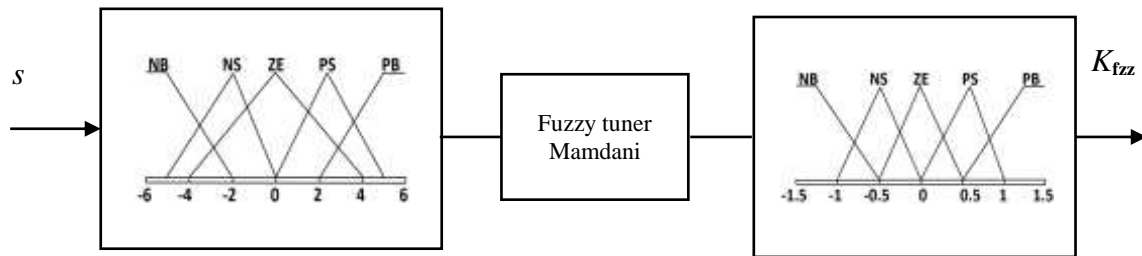 s
NB NS ZE PS PB
-6 -4 -2 0 2 4 6
Fuzzy tuner
Mamdani
NB NS ZE PS PB
-1.5 -1 -0.5 0 0.5 1 1.5
K_fzz